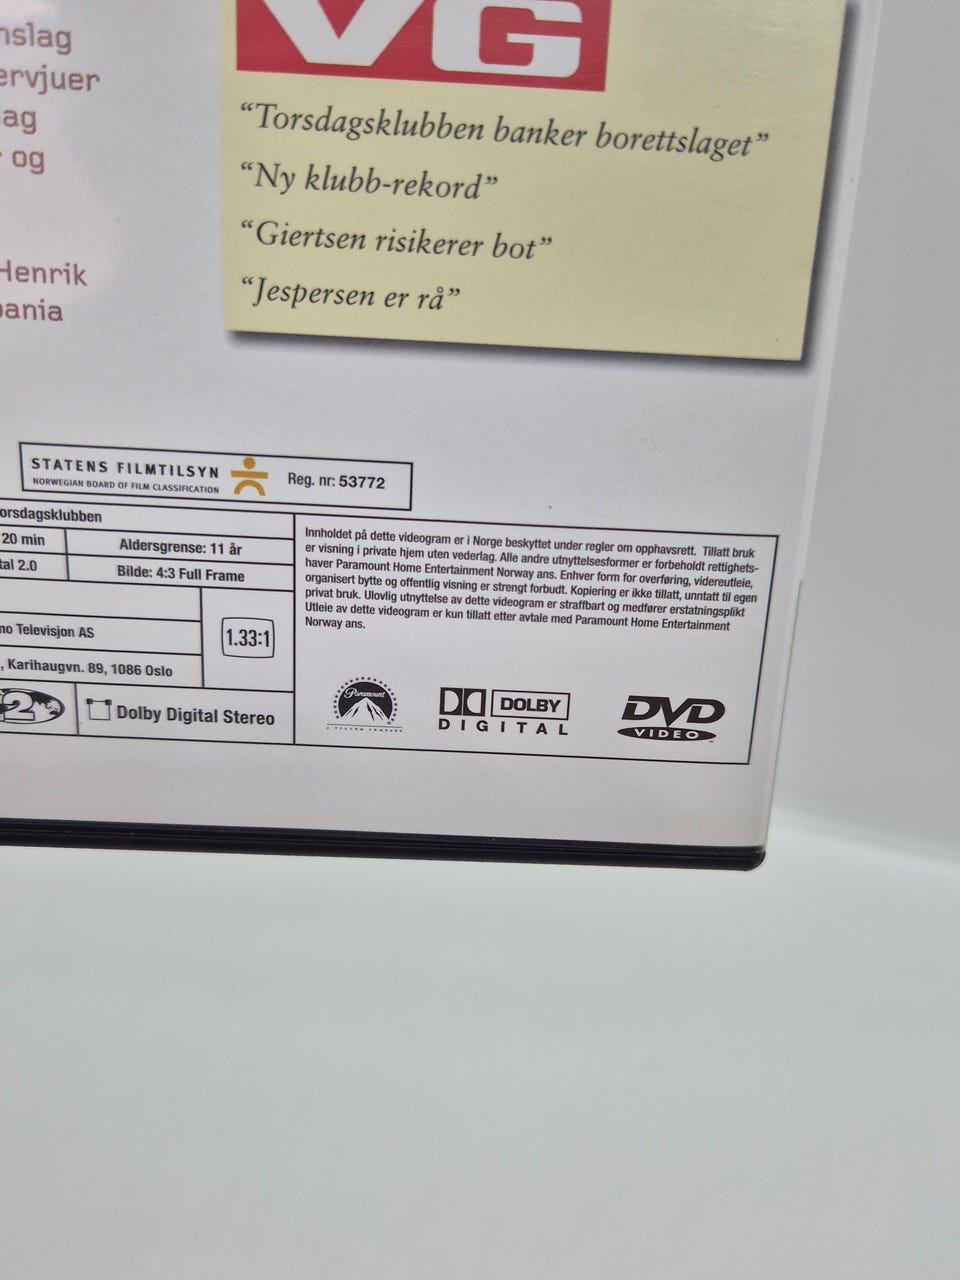 VG
"Torsdagsklubben banker borettslaget"
"Ny klubb-rekord"
"Giertsen risikerer bot"
"Jespersen er rå"
og
Henrik
STATENS FILMTILSYN
NORWEGIAN BOARD OF FILM CLASSIFICATION
Reg. nr: 53772
orsdagsklubben
20 min
Aldersgrense: 11 år
tal 2.0
Bilde: 4:3 Full Frame
no Televisjon AS
1.33:1
, Karihaugvn. 89, 1086 Oslo
2
Dolby Digital Stereo
Innholdet på dette videogram er i Norge beskyttet under regler om opphavsrett. Tillatt bruk
er visning i private hjem uten vederlag. Alle andre utnyttelsesformer er forbeholdt rettighets-
haver Paramount Home Entertainment Norway ans. Enhver form for overføring, videreutleie,
organisert bytte og offentlig visning er strengt forbudt. Kopiering er ikke tillatt, unntatt til egen
privat bruk. Ulovlig utnyttelse av dette videogram er straffbart og medfører erstatningsplikt
Utleie av dette videogram er kun tillatt etter avtale med Paramount Home Entertainment
Norway ans.
Paramount
DOLBY
DIGITAL
DVD
VIDEO